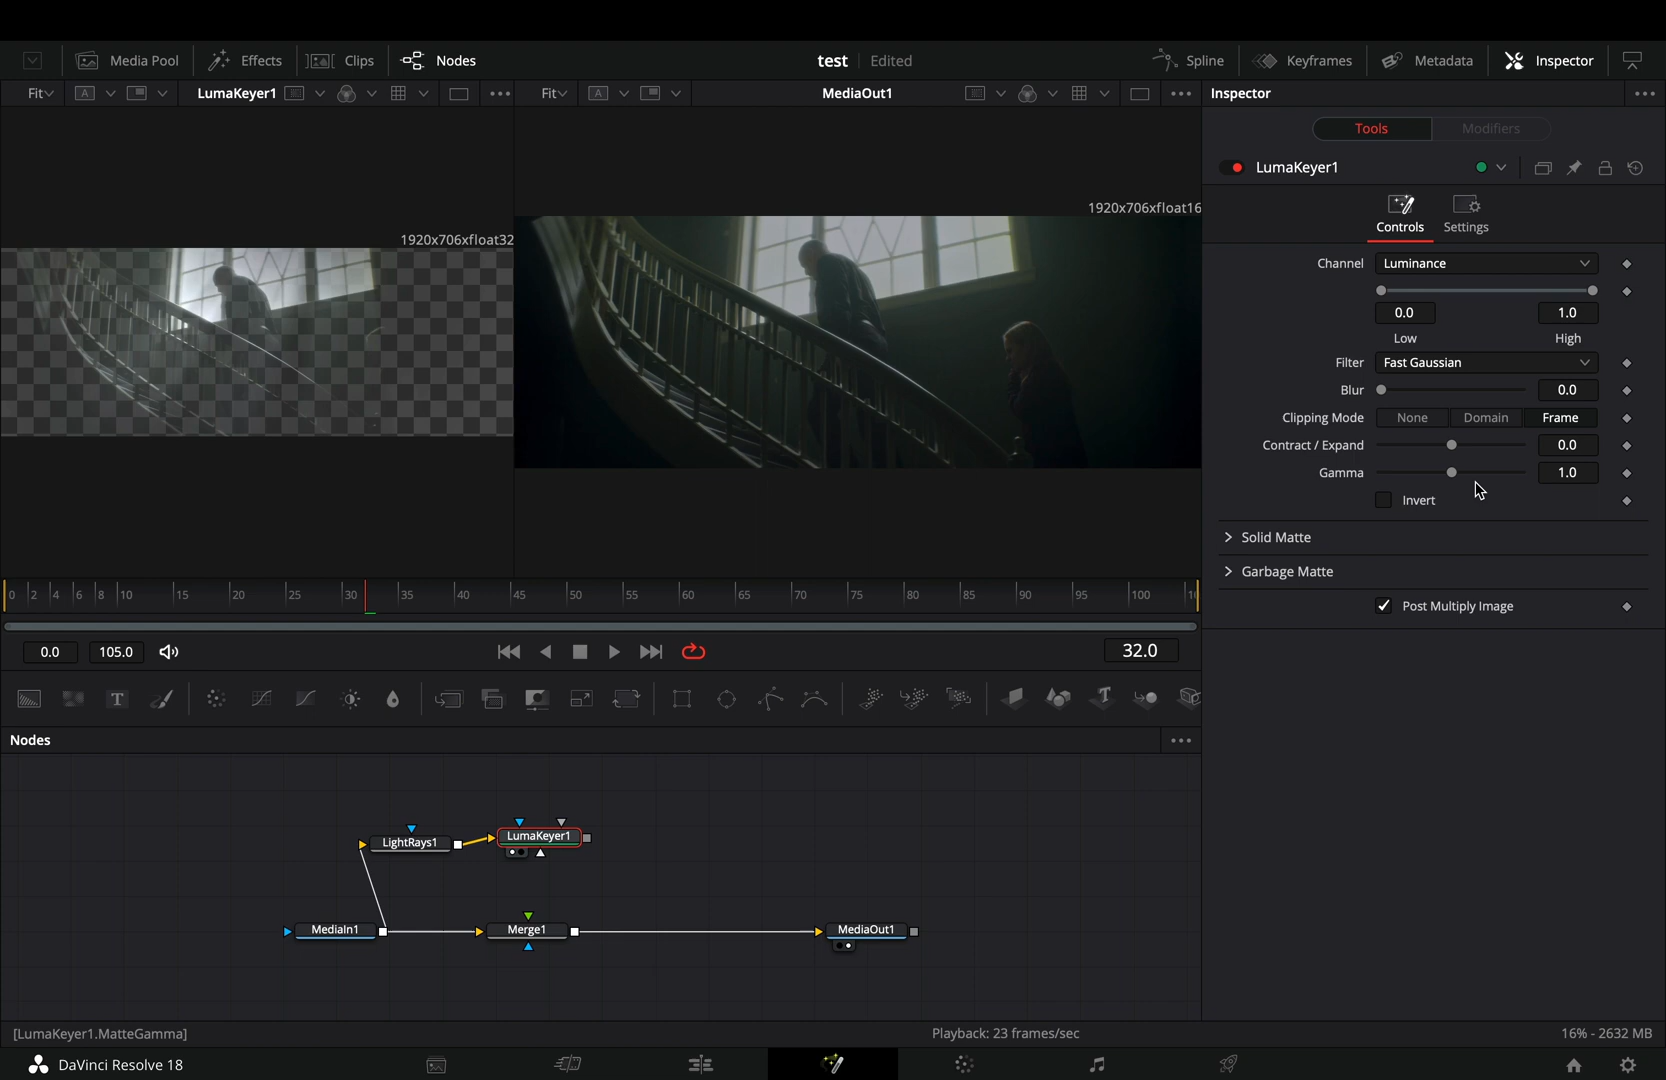 Media Pool
Effects
Clips
Nodes
test
Edited
Spline
Keyframes
Metadata
Inspector
Fit
A
LumaKeyer1
Fit
A
MediaOut1
Inspector
Tools
Modifiers
LumaKeyer1
Controls
Settings
1920x706xfloat32
1920x706xfloat16
Channel
Luminance
0.0
1.0
Low
High
Filter
Fast Gaussian
Blur
0.0
Clipping Mode
None
Domain
Frame
Contract / Expand
0.0
Gamma
1.0
Invert
Solid Matte
Garbage Matte
Post Multiply Image
0 2 4 6 8 10 15 20 25 30 35 40 45 50 55 60 65 70 75 80 85 90 95 100
0.0
105.0
32.0
T
T
Nodes
LightRays1
LumaKeyer1
MediaIn1
Merge1
MediaOut1
[LumaKeyer1.MatteGamma]
Playback: 23 frames/sec
16% - 2632 MB
DaVinci Resolve 18